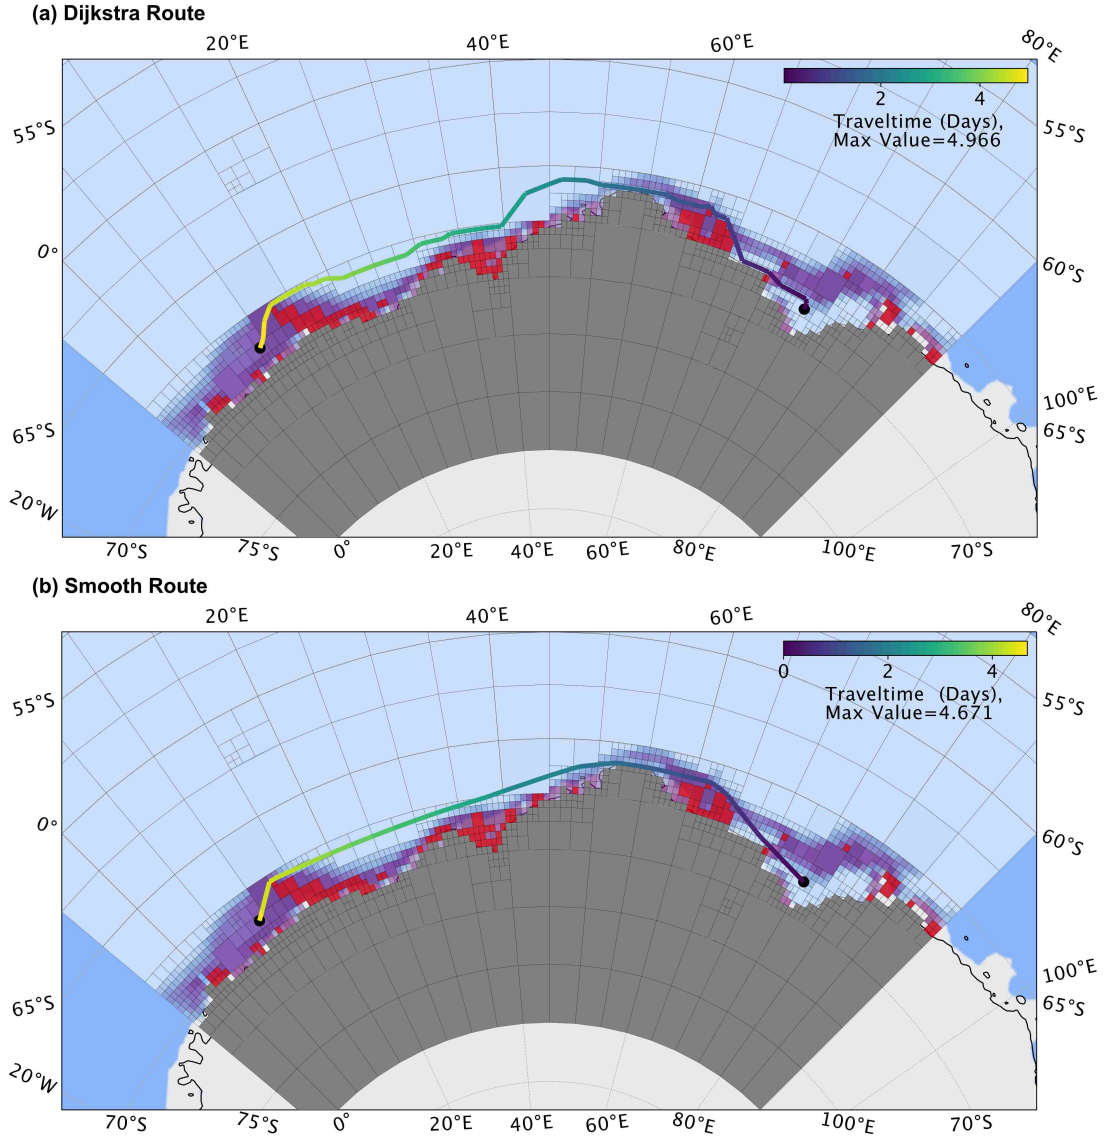 (a) Dijkstra Route
20°E 40°E 60°E 80°E
2 4
Traveltime (Days),
Max Value=4.966
55°S 55°S
0° 60°S
100°E
65°S 65°S
20°W
70°S 75°S 0° 20°E 40°E 60°E 80°E 100°E 70°S
(b) Smooth Route
20°E 40°E 60°E 80°E
0 2 4
Traveltime (Days),
Max Value=4.671
55°S 55°S
0° 60°S
100°E
65°S 65°S
20°W
70°S 75°S 0° 20°E 40°E 60°E 80°E 100°E 70°S